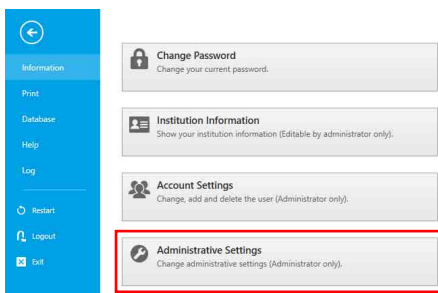 Information
Print
Database
Help
Log
Restart
Logout
Exit
Change Password
Change your current password.
Institution Information
Show your institution information (Editable by administrator only).
Account Settings
Change, add and delete the user (Administrator only).
Administrative Settings
Change administrative settings (Administrator only).